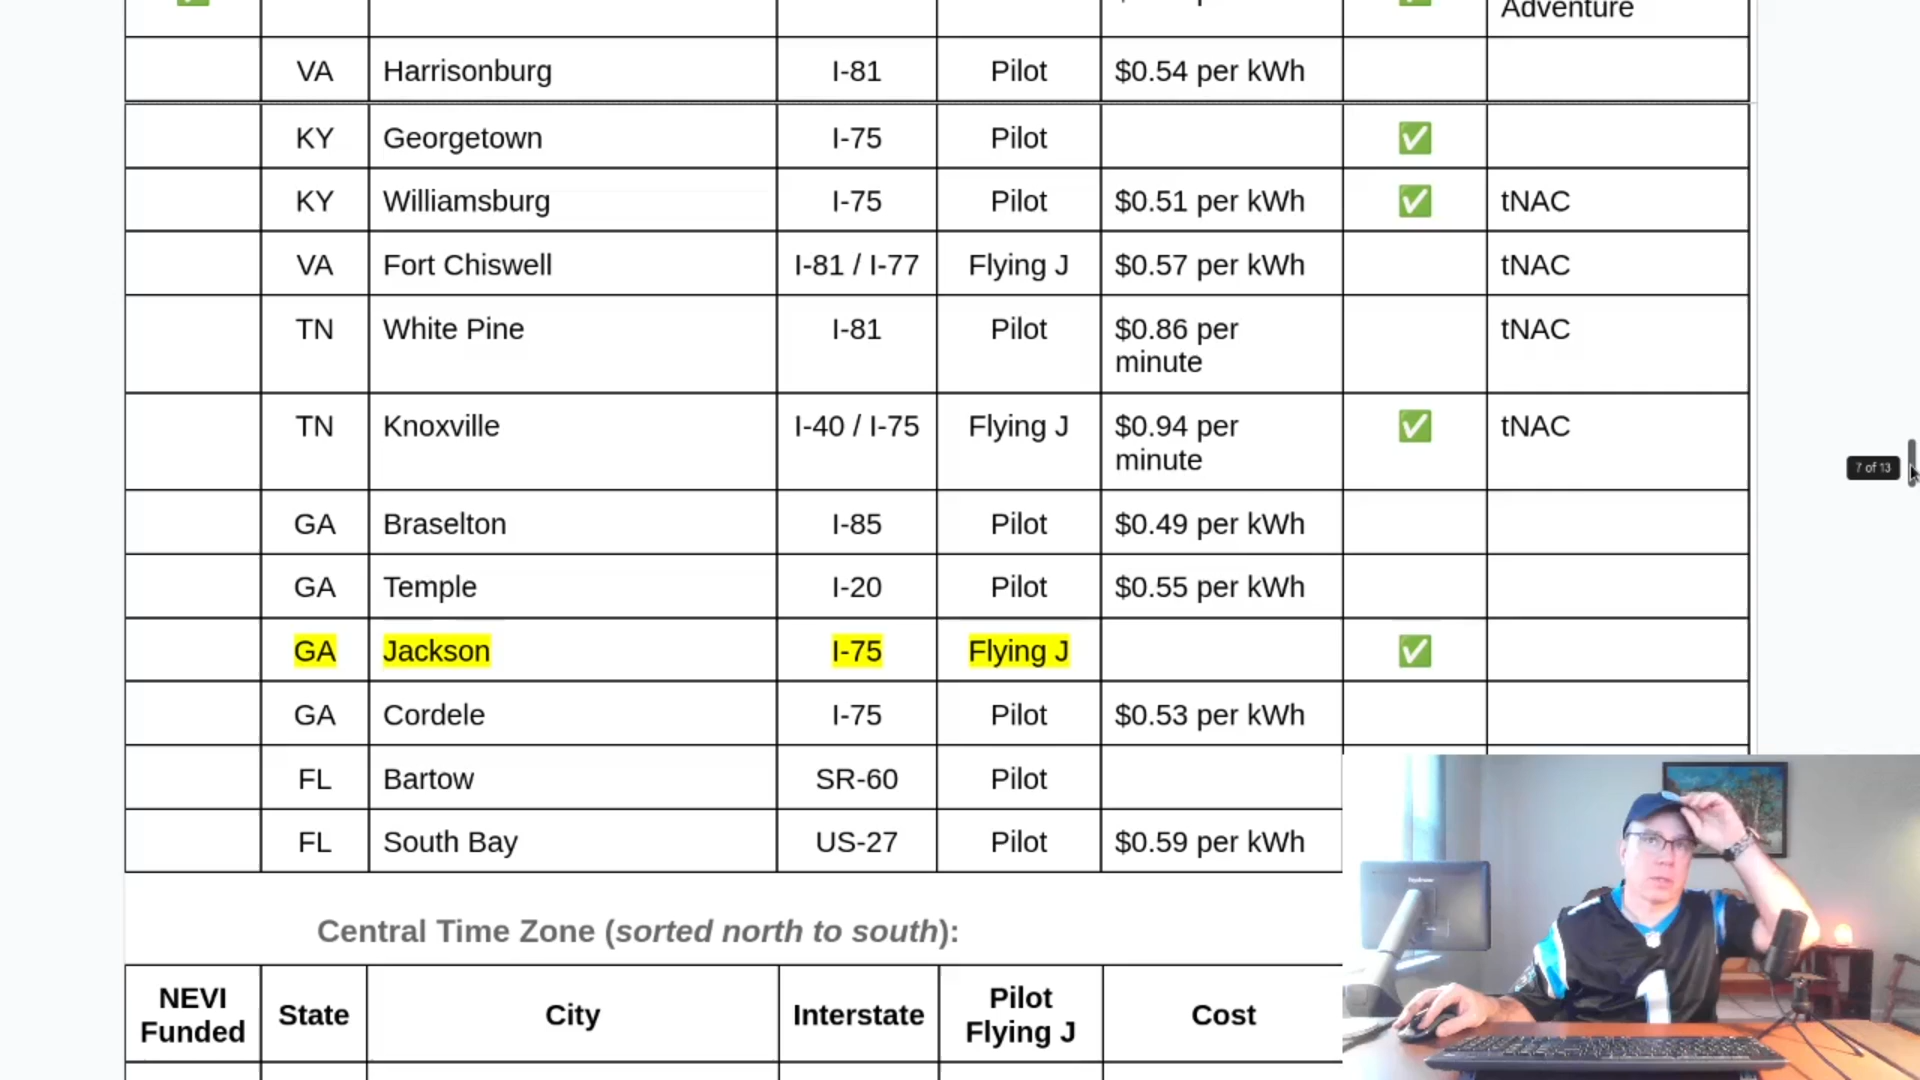 ✅ Adventure
VA Harrisonburg I-81 Pilot $0.54 per kWh
KY Georgetown I-75 Pilot ✅
KY Williamsburg I-75 Pilot $0.51 per kWh ✅ tNAC
VA Fort Chiswell I-81 / I-77 Flying J $0.57 per kWh tNAC
TN White Pine I-81 Pilot $0.86 per tNAC
minute
TN Knoxville I-40 / I-75 Flying J $0.94 per ✅ tNAC
minute
7 of 13
GA Braselton I-85 Pilot $0.49 per kWh
GA Temple I-20 Pilot $0.55 per kWh
GA Jackson I-75 Flying J ✅
GA Cordele I-75 Pilot $0.53 per kWh
FL Bartow SR-60 Pilot
FL South Bay US-27 Pilot $0.59 per kWh
Central Time Zone (sorted north to south):
NEVI Funded State City Interstate Pilot Flying J Cost
1